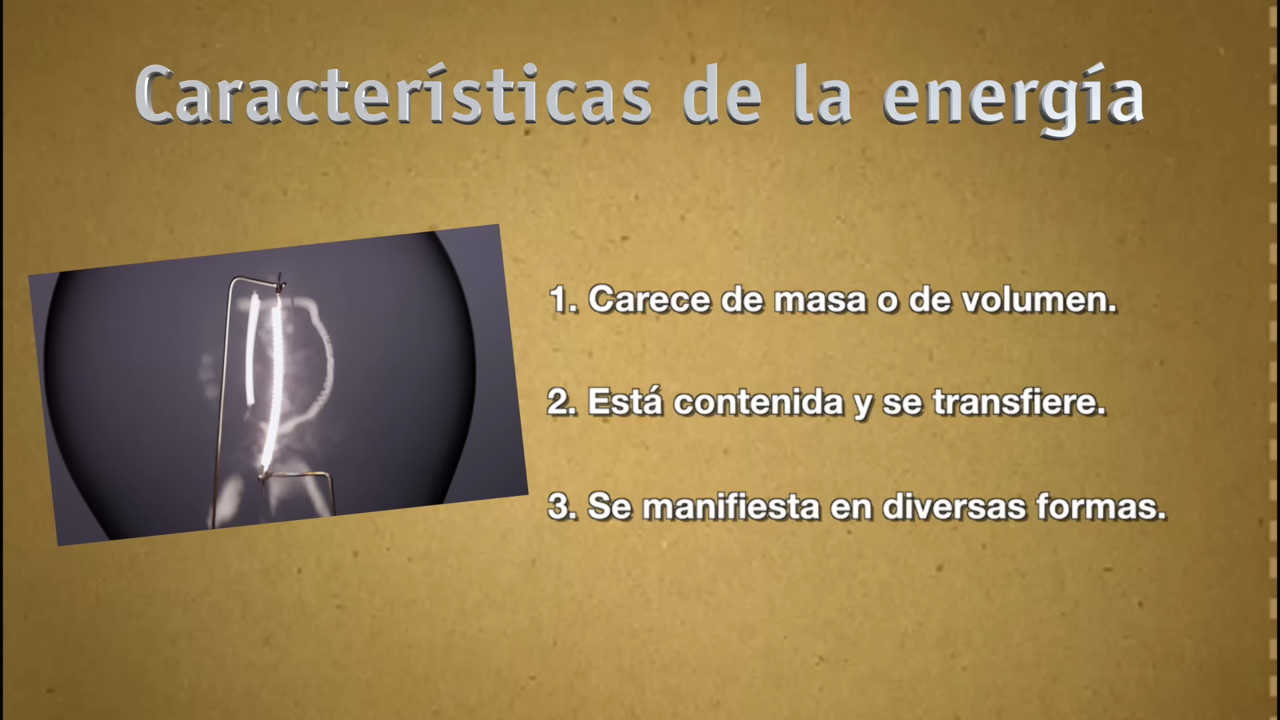 Características de la energía
1. Carece de masa o de volumen.
2. Está contenida y se transfiere.
3. Se manifiesta en diversas formas.